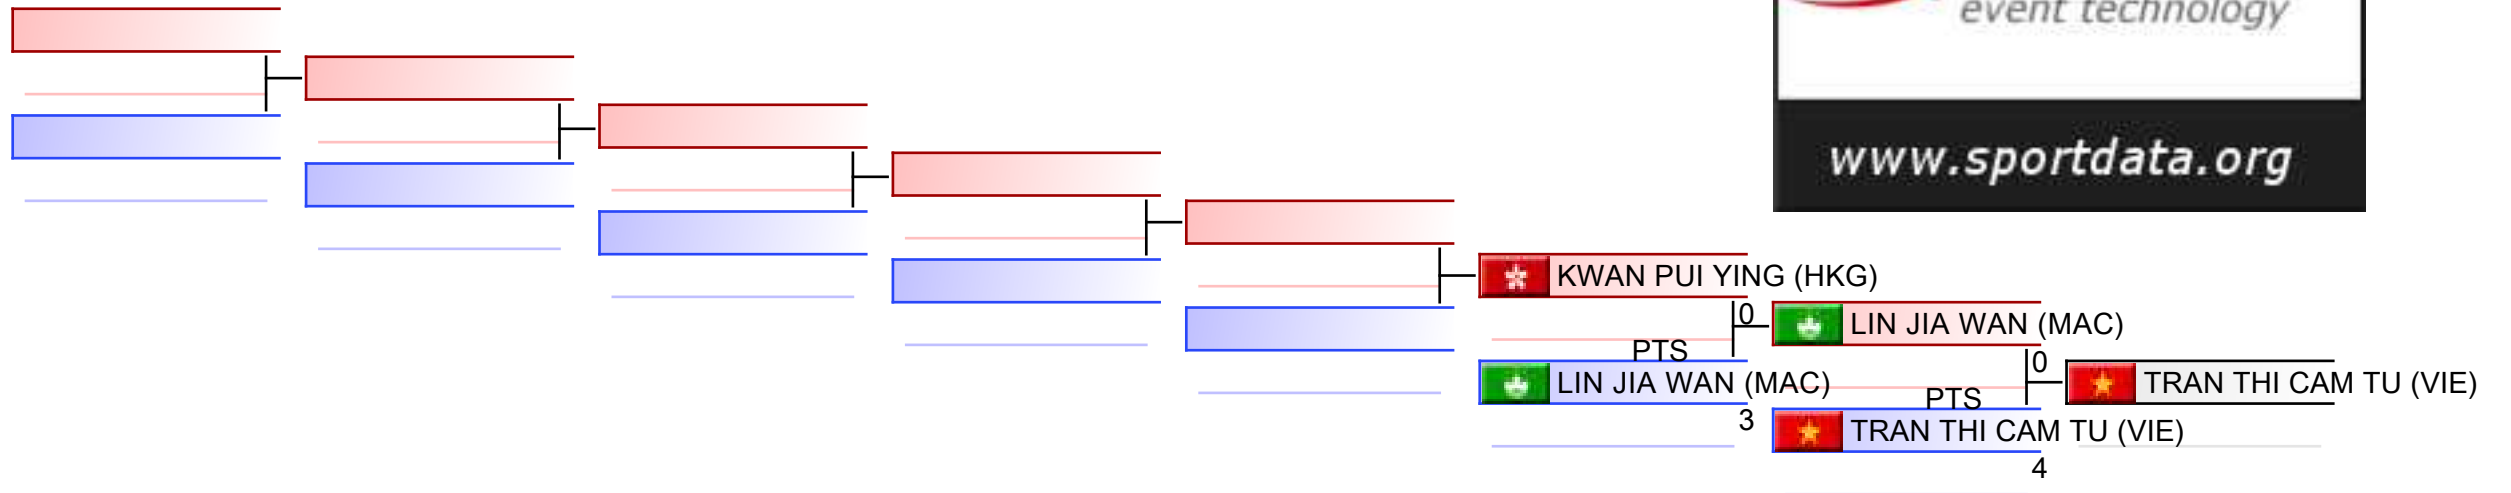 event technology
www.sportdata.org
KWAN PUI YING (HKG)
0
LIN JIA WAN (MAC)
PTS
0
LIN JIA WAN (MAC)
TRAN THI CAM TU (VIE)
PTS
3
TRAN THI CAM TU (VIE)
4